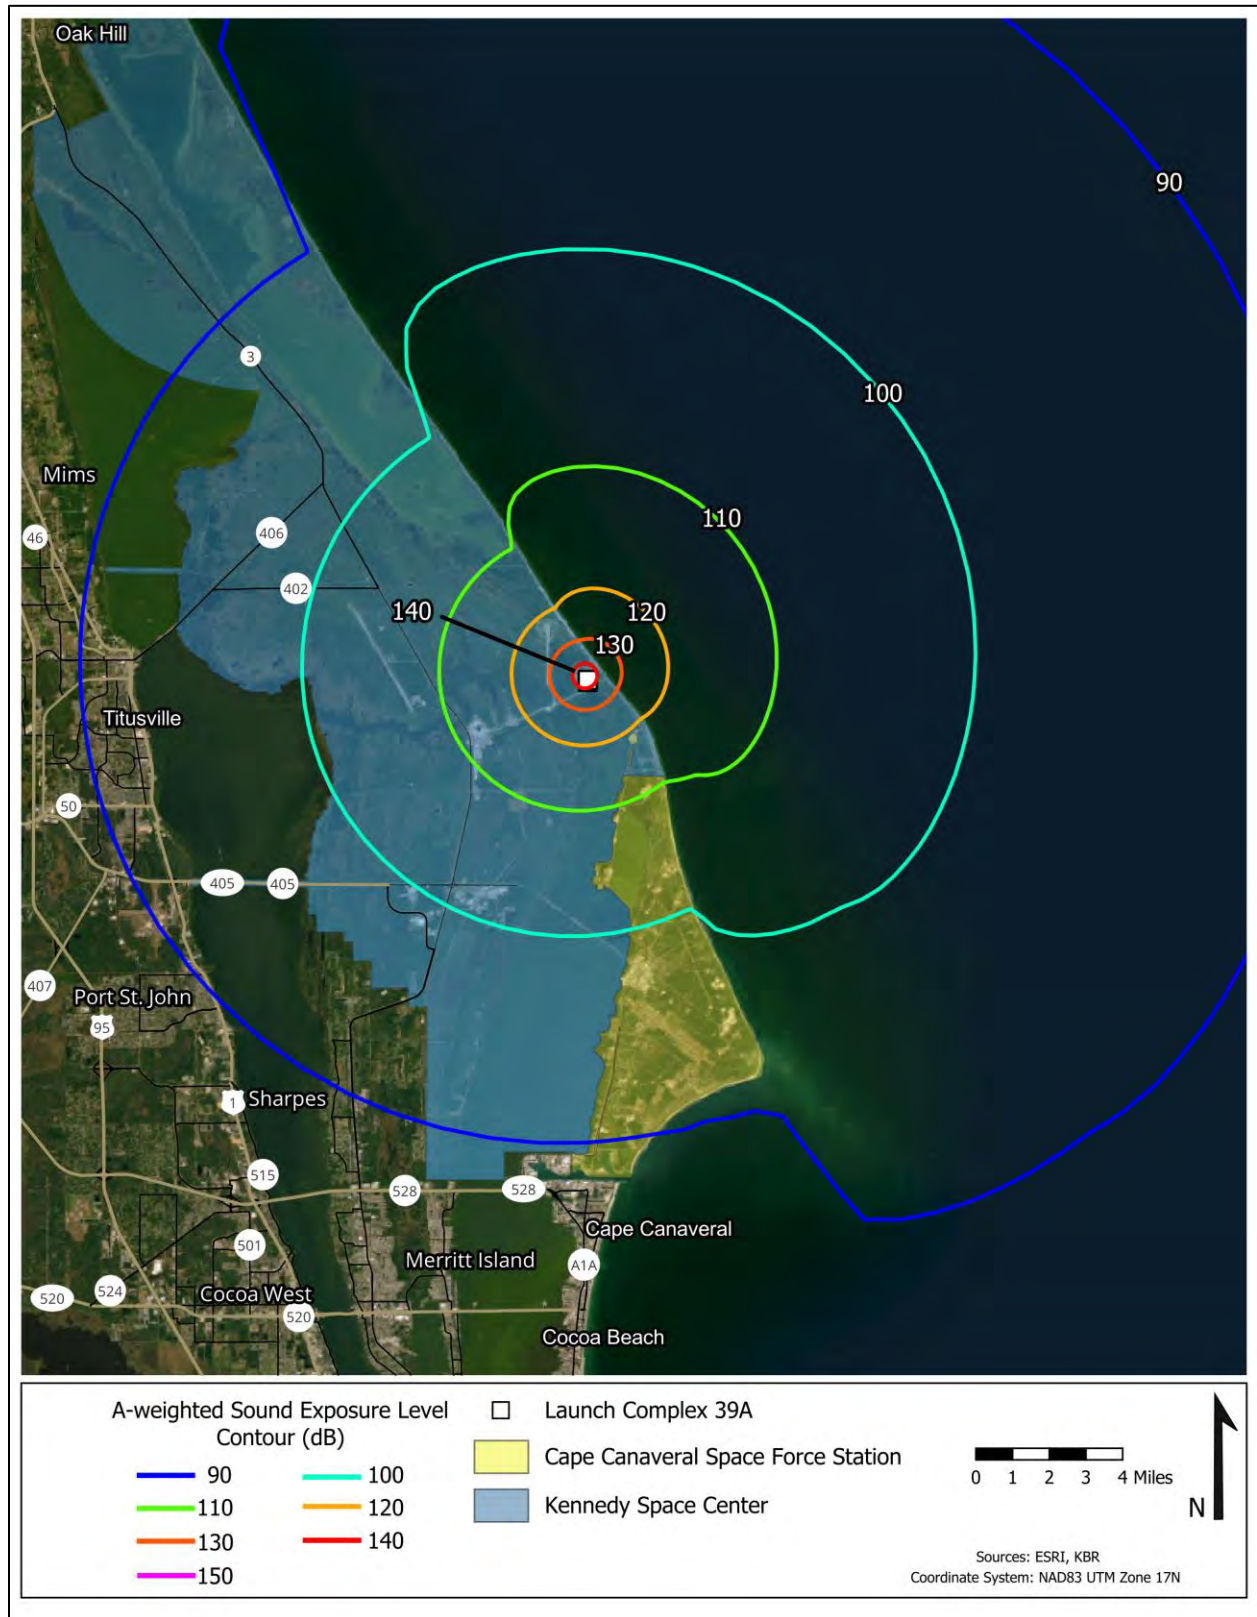 Oak Hill
90
3
100
Mims
110
46
406
402
140
120
130
Titusville
50
405
405
407
Port St. John
95
1
Sharpes
515
528
528
Cape Canaveral
501
Merritt Island
A1A
524
520
Cocoa West
520
Cocoa Beach
A-weighted Sound Exposure Level
Contour (dB)
90
100
110
120
130
140
150
Launch Complex 39A
Cape Canaveral Space Force Station
Kennedy Space Center
0 1 2 3 4 Miles
N
Sources: ESRI, KBR
Coordinate System: NAD83 UTM Zone 17N